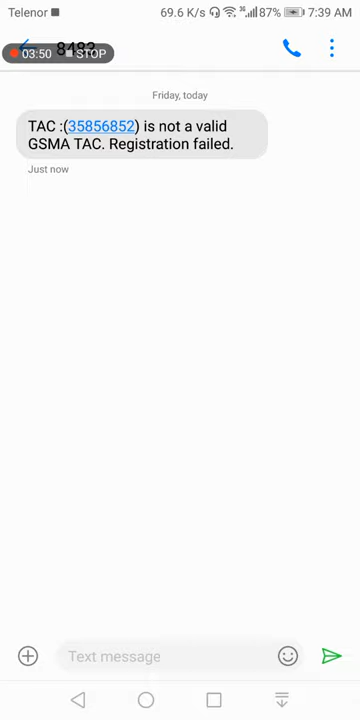 Telenor 69.6 K/s 3G 87% 7:39 AM
03:50 STOP
Friday, today
TAC :(35856852) is not a valid
GSMA TAC. Registration failed.
Just now
Text message